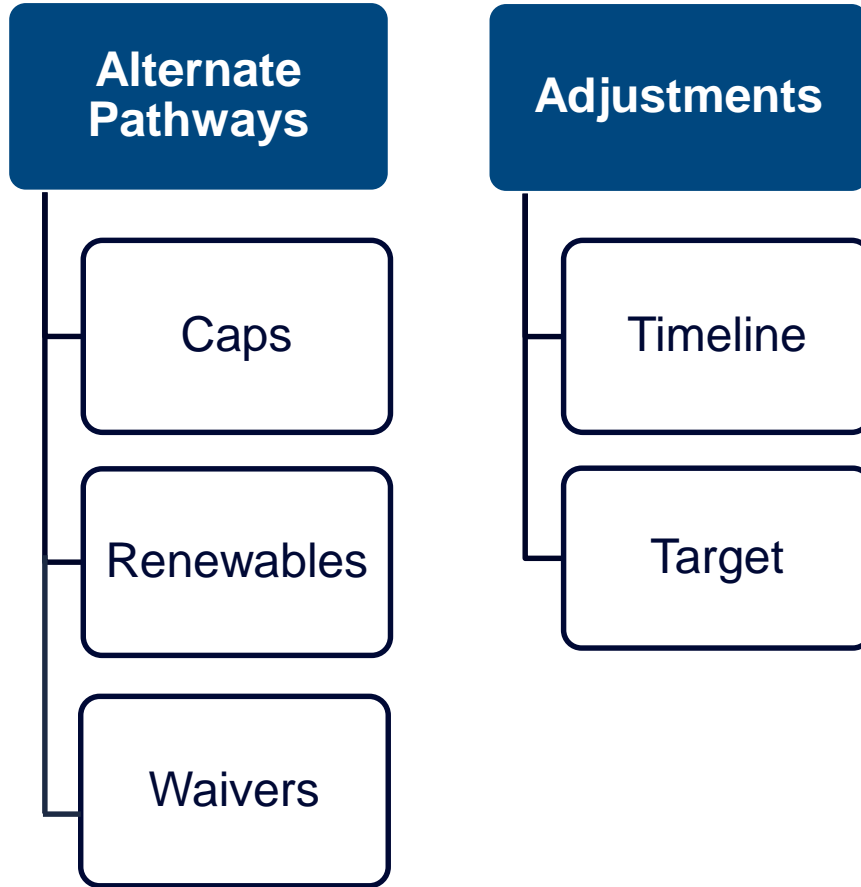 Alternate
Pathways
Caps
Renewables
Waivers
Adjustments
Timeline
Target